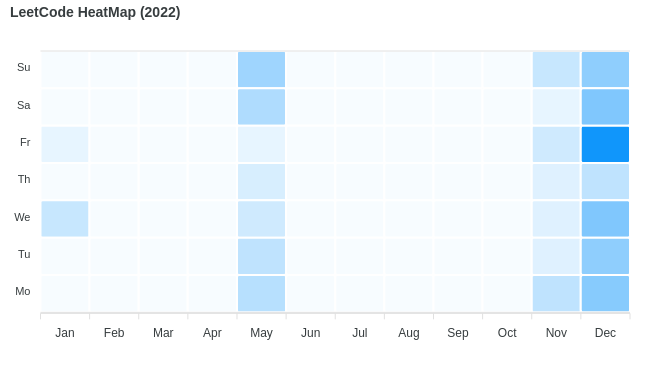 LeetCode HeatMap (2022)
Su
Sa
Fr
Th
We
Tu
Mo
Jan Feb Mar Apr May Jun Jul Aug Sep Oct Nov Dec